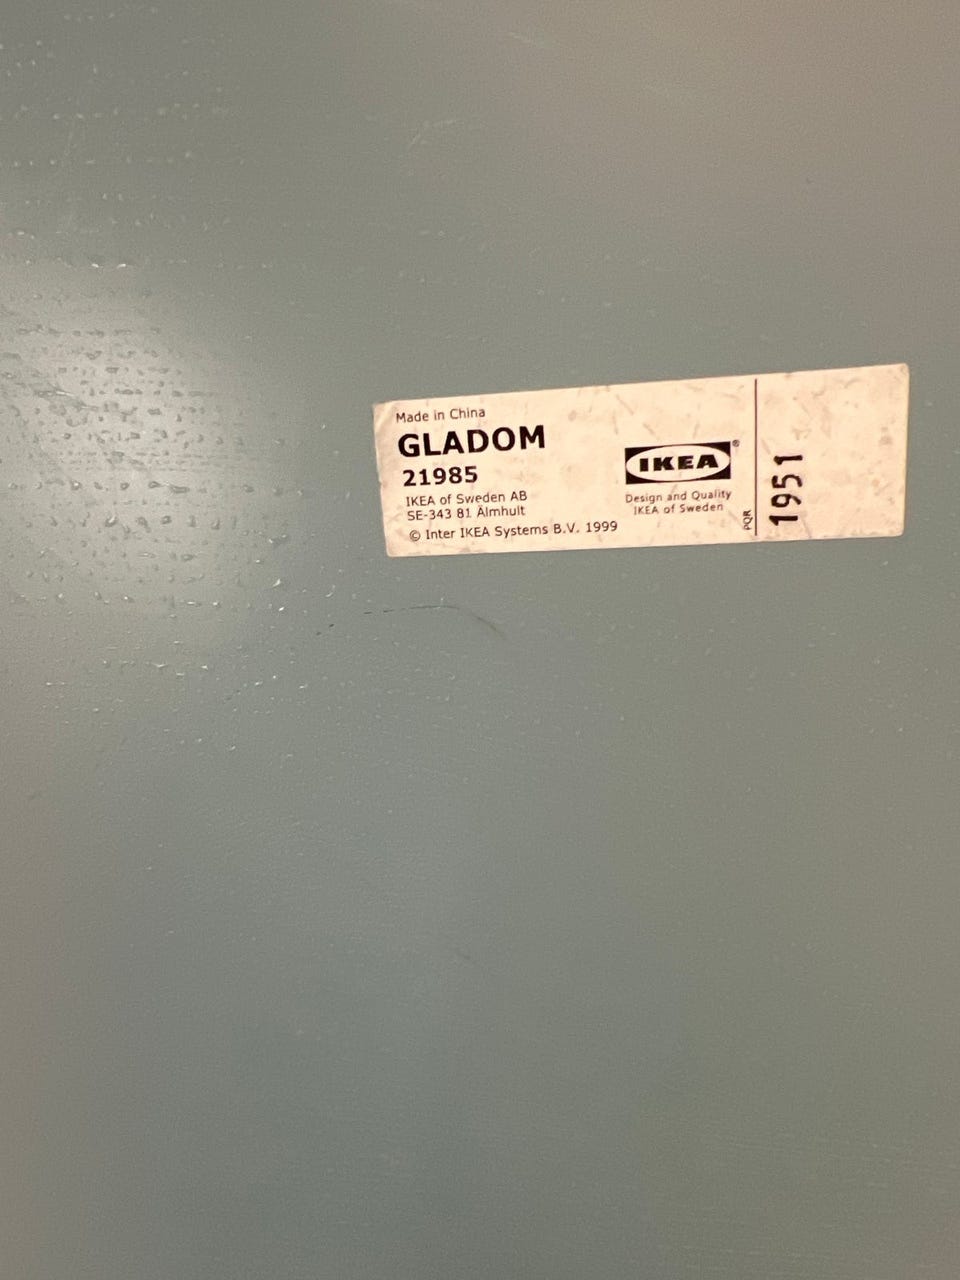 Made in China
GLADOM
21985
IKEA of Sweden AB
SE-343 81 Älmhult
© Inter IKEA Systems B.V. 1999
IKEA®
Design and Quality
IKEA of Sweden
PQR
1951